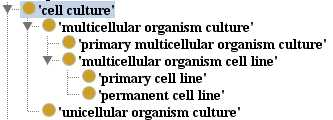 'cell culture'
'multicellular organism culture'
'primary multicellular organism culture'
'multicellular organism cell line'
'primary cell line'
'permanent cell line'
'unicellular organism culture'